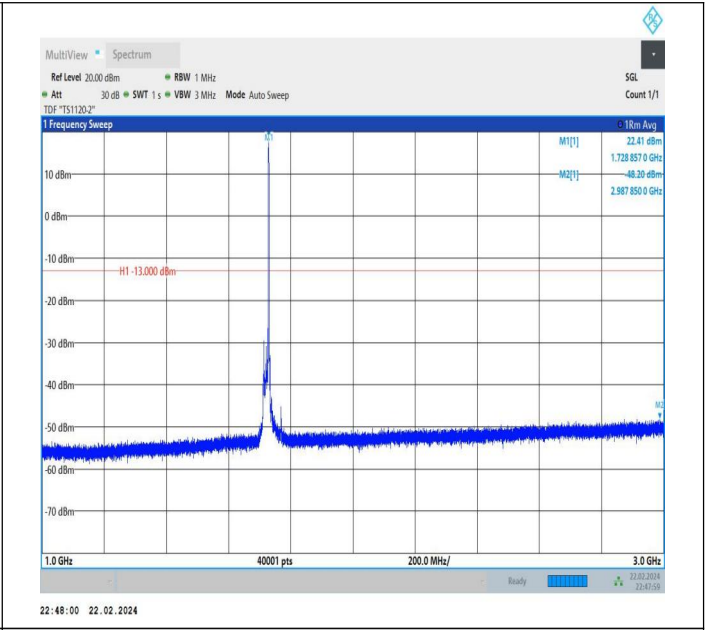 MultiView Spectrum
Ref Level 20.00 dBm RBW 1 MHz SGL
Att 30 dB SWT 1 s VBW 3 MHz Mode Auto Sweep Count 1/1
TDF "TS1120-2"
1 Frequency Sweep 1Rm Avg
M1
M1[1] 22.41 dBm
1.728 857 0 GHz
10 dBm
M2[1] -48.20 dBm
2.987 850 0 GHz
0 dBm
-10 dBm
H1 -13.000 dBm
-20 dBm
-30 dBm
-40 dBm
M2
-50 dBm
-60 dBm
-70 dBm
1.0 GHz 40001 pts 200.0 MHz/ 3.0 GHz
Ready 22.02.2024
22:47:59
22:48:00 22.02.2024